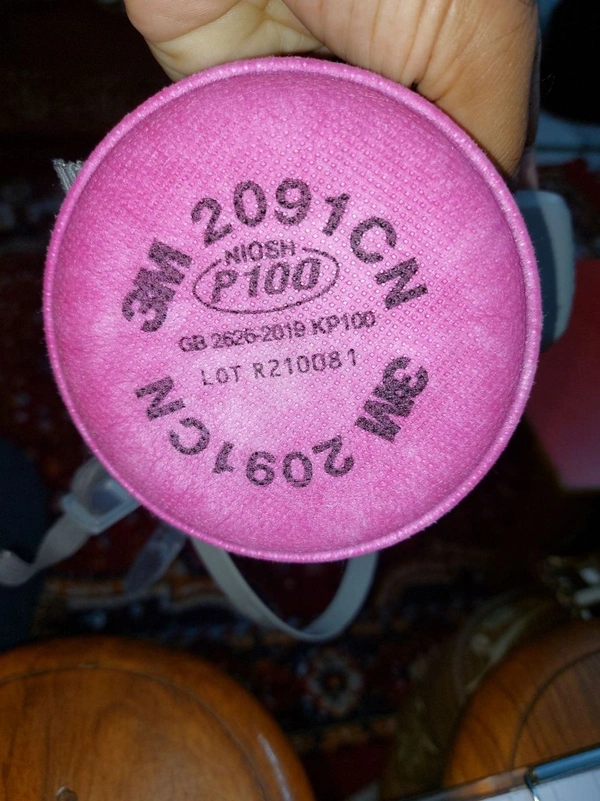 3M 2091CN
NIOSH
P100
GB 2626-2019 KP100
LOT R210081
3M 2091CN